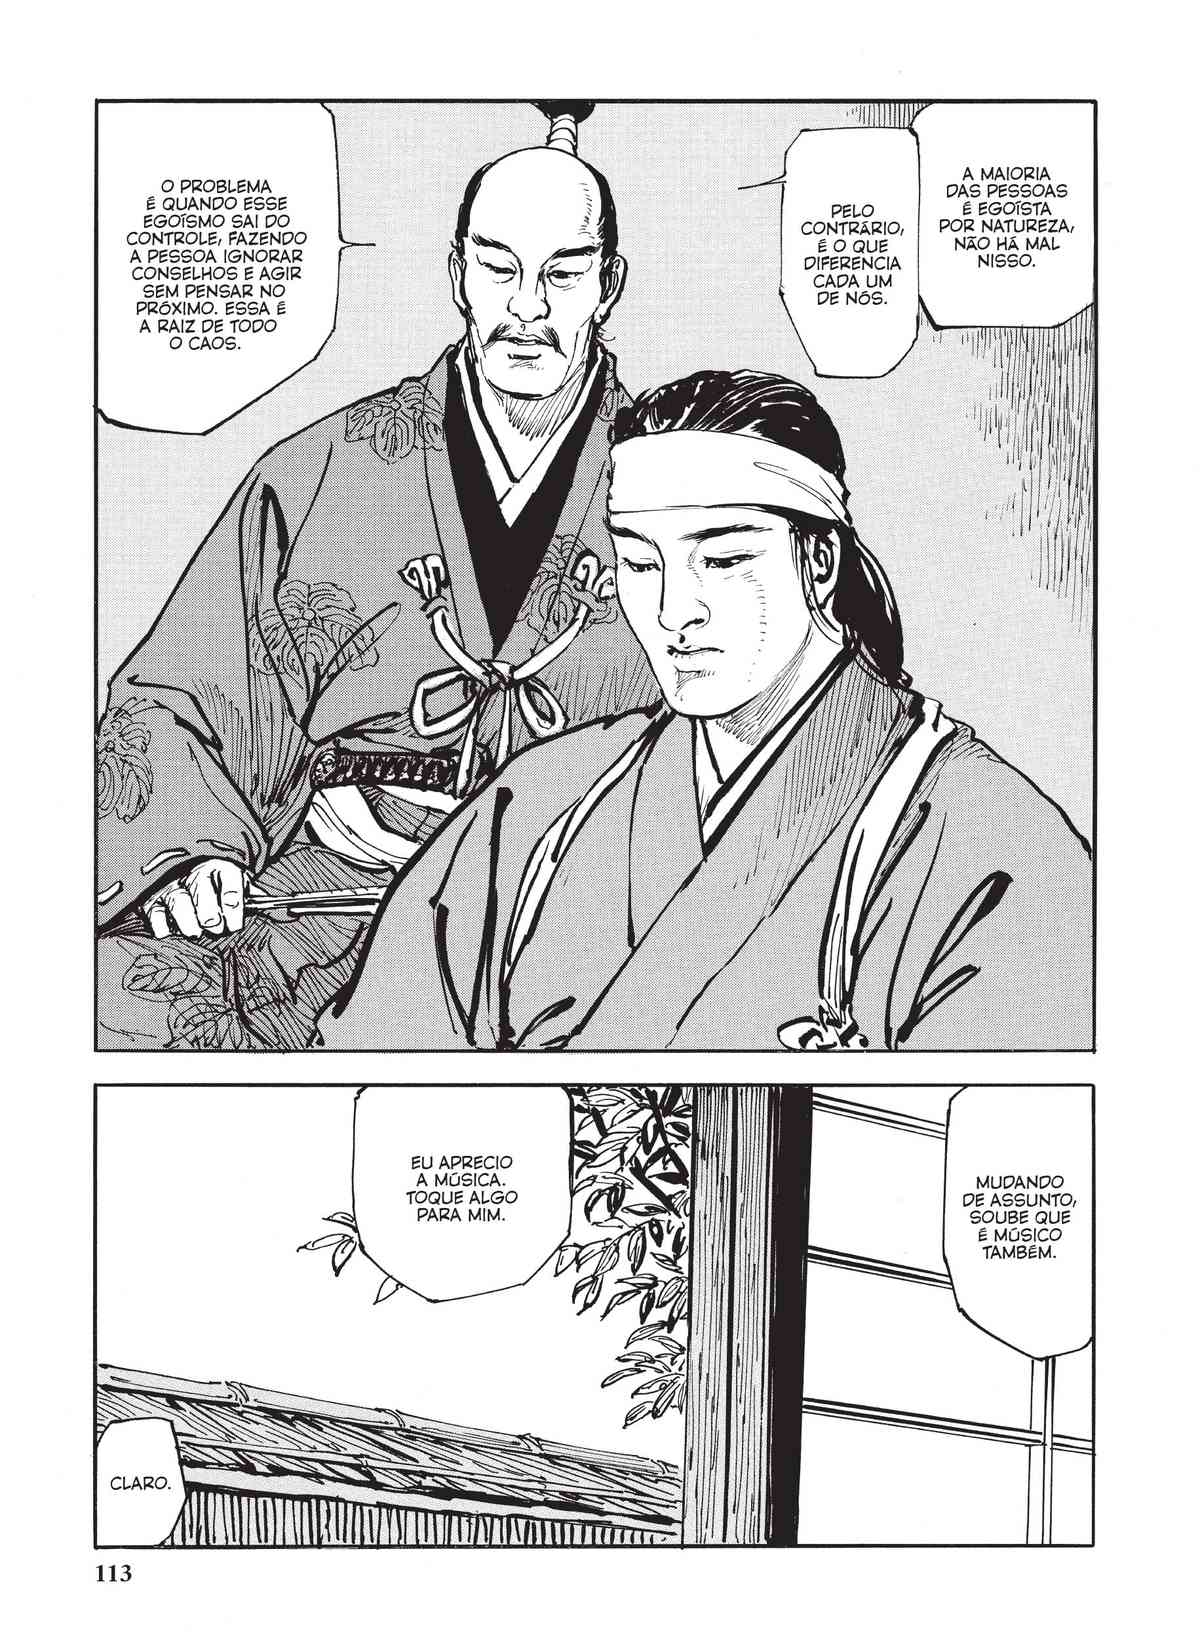 A MAIORIA
DAS PESSOAS
É EGOÍSTA
POR NATUREZA,
NÃO HÁ MAL
NISSO.
PELO
CONTRÁRIO,
É O QUE
DIFERENCIA
CADA UM
DE NÓS.
O PROBLEMA
É QUANDO ESSE
EGOÍSMO SAI DO
CONTROLE, FAZENDO
A PESSOA IGNORAR
CONSELHOS E AGIR
SEM PENSAR NO
PRÓXIMO. ESSA É
A RAIZ DE TODO
O CAOS.
MUDANDO
DE ASSUNTO,
SOUBE QUE
É MÚSICO
TAMBÉM.
EU APRECIO
A MÚSICA.
TOQUE ALGO
PARA MIM.
CLARO.
113